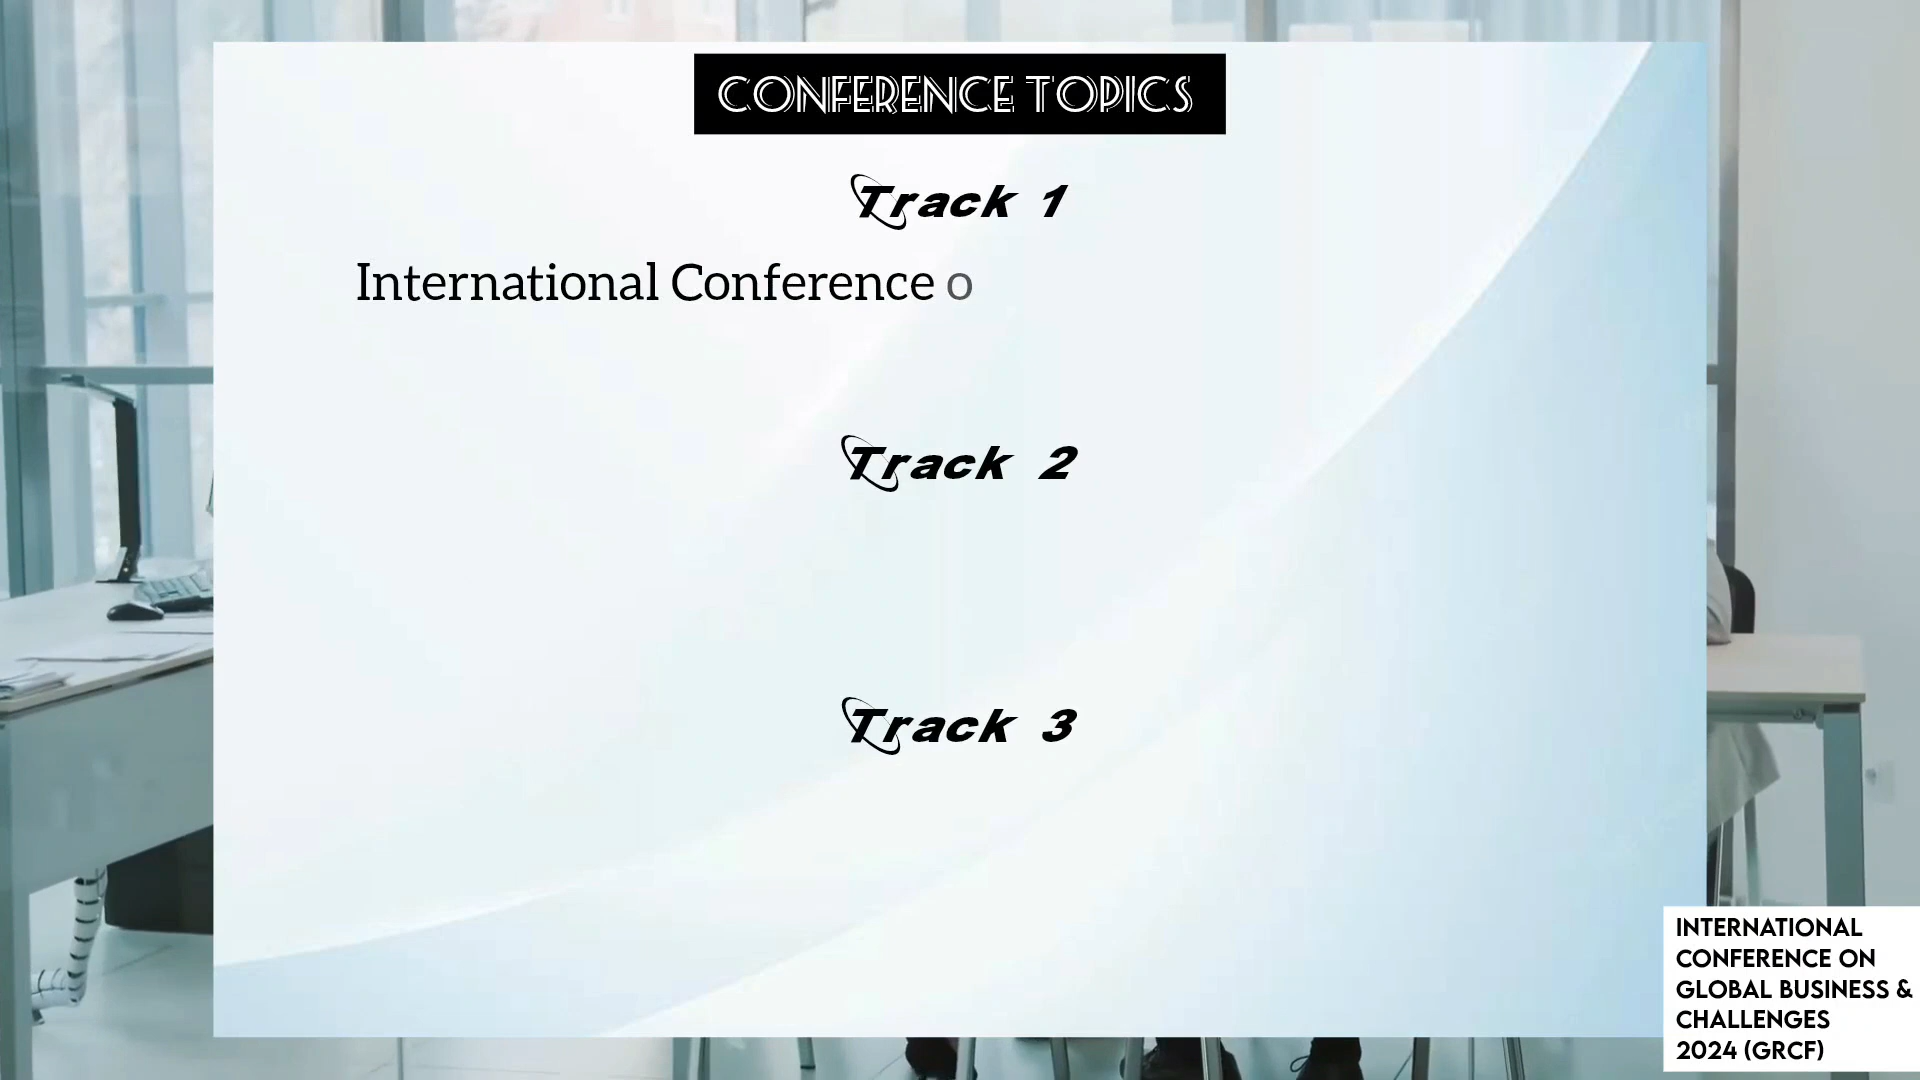 CONFERENCE TOPICS
Track 1
International Conference o
Track 2
Track 3
INTERNATIONAL
CONFERENCE ON
GLOBAL BUSINESS &
CHALLENGES
2024 (GRCF)